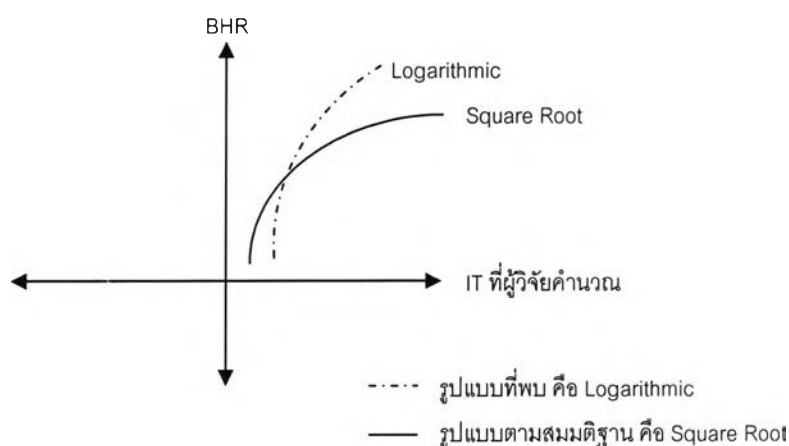 BHR
Logarithmic
Square Root
IT ที่ผู้วิจัยคำนวณ
รูปแบบที่พบ คือ Logarithmic
รูปแบบตามสมมติฐาน คือ Square Root